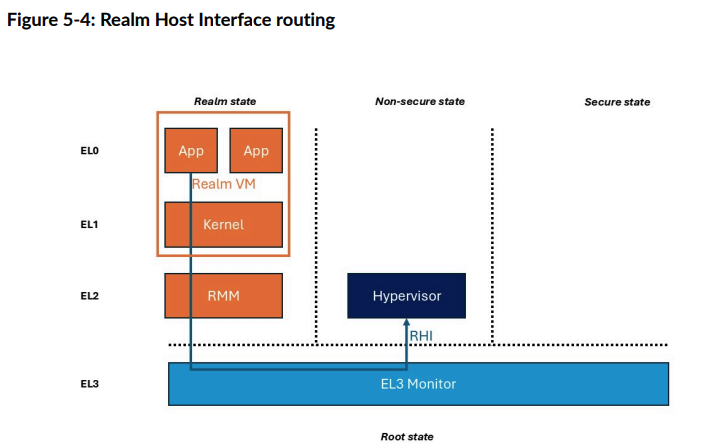 Figure 5-4: Realm Host Interface routing
Realm state
Non-secure state
Secure state
EL0
App
App
Realm VM
EL1
Kernel
EL2
RMM
Hypervisor
RHI
EL3
EL3 Monitor
Root state